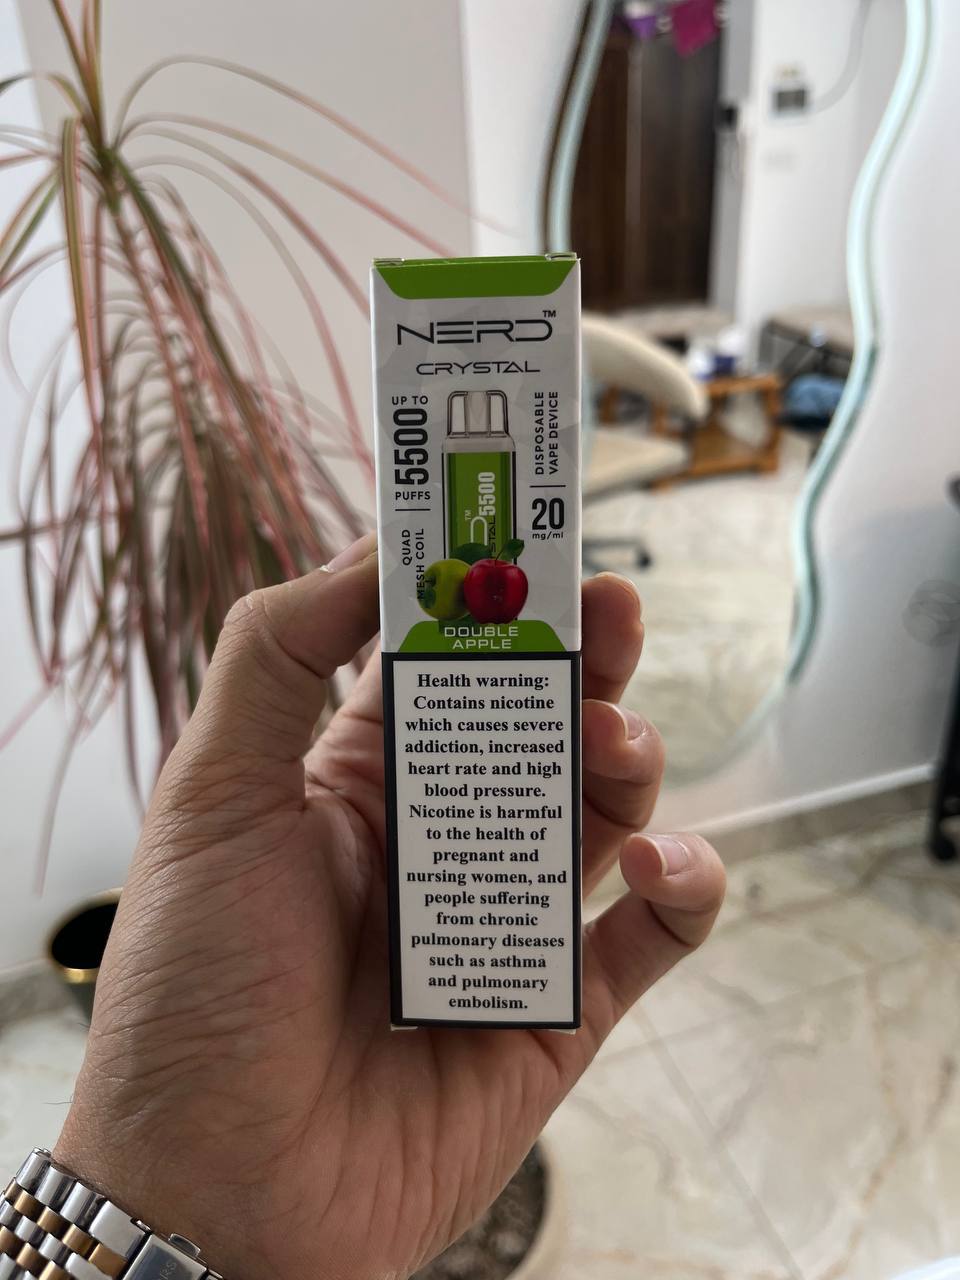 NERD™
CRYSTAL
UP TO
5500
PUFFS
QUAD
MESH COIL
DISPOSABLE
VAPE DEVICE
20
mg/ml
5500
DOUBLE
APPLE
Health warning:
Contains nicotine
which causes severe
addiction, increased
heart rate and high
blood pressure.
Nicotine is harmful
to the health of
pregnant and
nursing women, and
people suffering
from chronic
pulmonary diseases
such as asthma
and pulmonary
embolism.